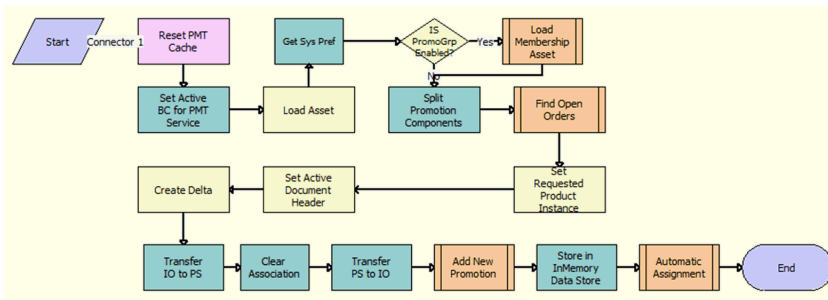 Start
Connector 1
Reset PMT
Cache
Get Sys Pref
IS
PromoGrp
Enabled?
Yes
Load
Membership
Asset
No
Set Active
BC for PMT
Service
Load Asset
Split
Promotion
Components
Find Open
Orders
Create Delta
Set Active
Document
Header
Set
Requested
Product
Instance
Transfer
IO to PS
Clear
Association
Transfer
PS to IO
Add New
Promotion
Store in
InMemory
Data Store
Automatic
Assignment
End